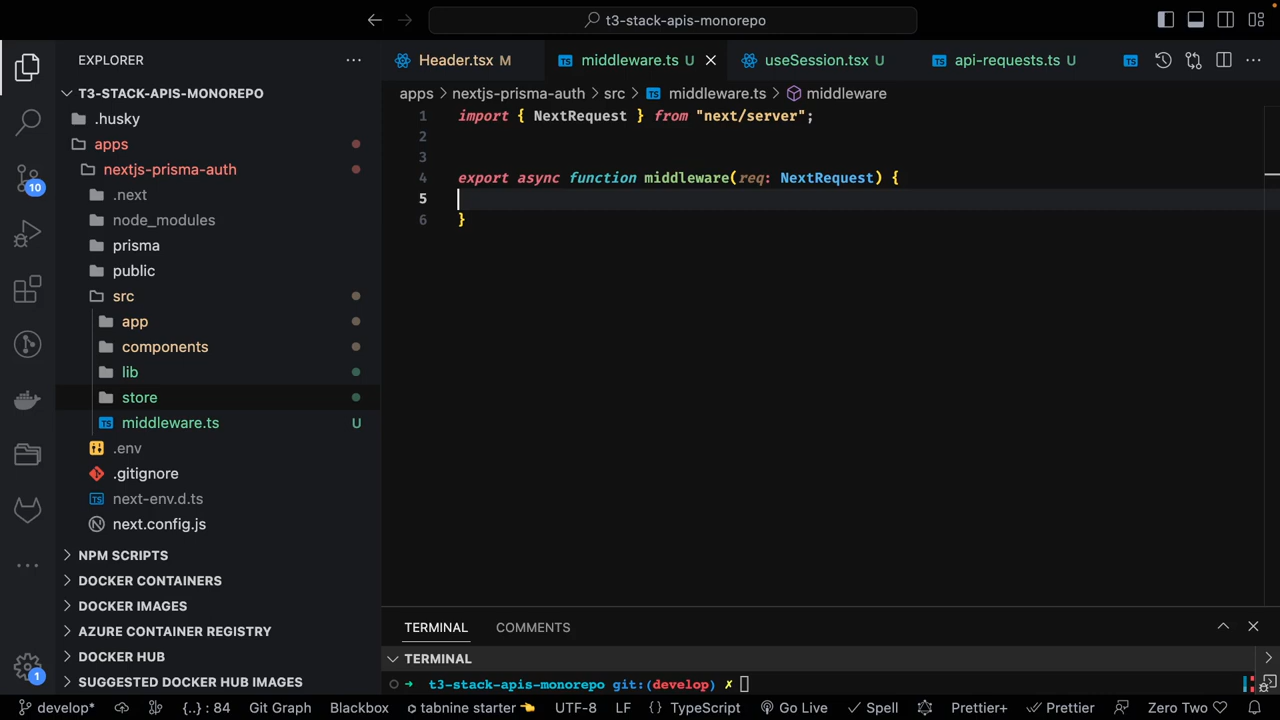 t3-stack-apis-monorepo
EXPLORER
Header.tsx M
middleware.ts U
useSession.tsx U
api-requests.ts U
T3-STACK-APIS-MONOREPO
apps > nextjs-prisma-auth > src > middleware.ts > middleware
.husky
apps
nextjs-prisma-auth
.next
node_modules
prisma
public
src
app
components
lib
store
middleware.ts U
.env
.gitignore
next-env.d.ts
next.config.js
NPM SCRIPTS
DOCKER CONTAINERS
DOCKER IMAGES
AZURE CONTAINER REGISTRY
DOCKER HUB
SUGGESTED DOCKER HUB IMAGES
10
1
1 import { NextRequest } from "next/server";
2
3
4 export async function middleware(req: NextRequest) {
5
6 }
TERMINAL COMMENTS
TERMINAL
t3-stack-apis-monorepo git:(develop) ✗
develop* {..} : 84 Git Graph Blackbox tabnine starter 👈 UTF-8 LF {} TypeScript Go Live Spell Prettier+ Prettier Zero Two ♡